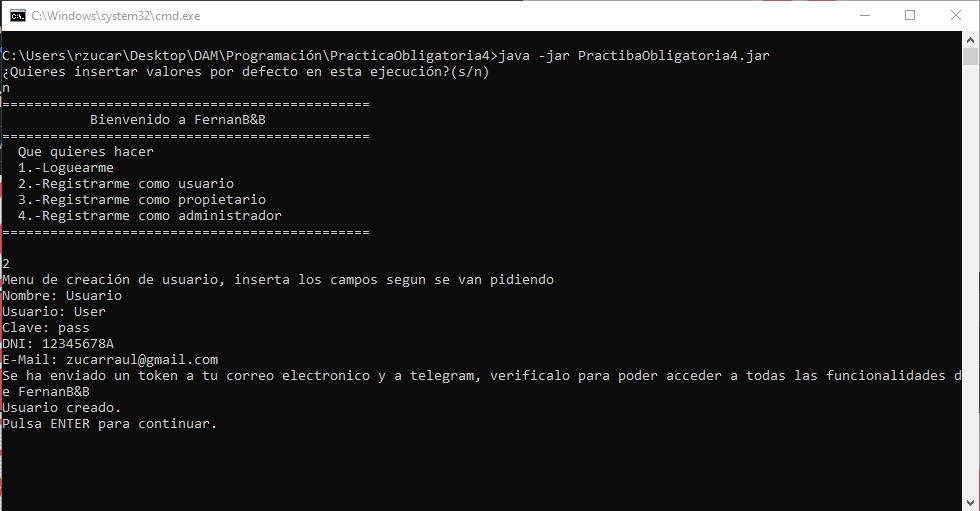 C:\Windows\system32\cmd.exe
C:\Users\rzucar\Desktop\DAM\Programación\PracticaObligatoria4>java -jar PractibaObligatoria4.jar
¿Quieres insertar valores por defecto en esta ejecución?(s/n)
n
==============================================
Bienvenido a FernanB&B
==============================================
Que quieres hacer
1.-Loguearme
2.-Registrarme como usuario
3.-Registrarme como propietario
4.-Registrarme como administrador
==============================================
2
Menu de creación de usuario, inserta los campos segun se van pidiendo
Nombre: Usuario
Usuario: User
Clave: pass
DNI: 12345678A
E-Mail: zucarraul@gmail.com
Se ha enviado un token a tu correo electronico y a telegram, verificalo para poder acceder a todas las funcionalidades d
e FernanB&B
Usuario creado.
Pulsa ENTER para continuar.